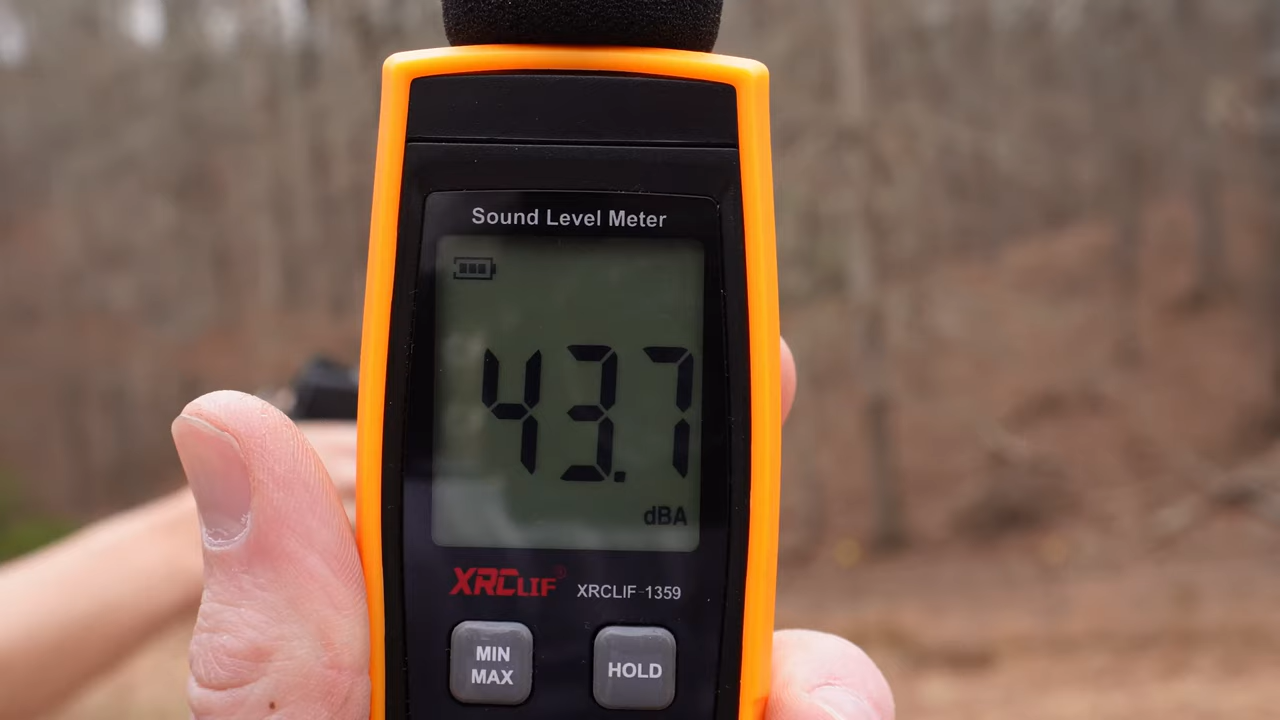 Sound Level Meter
43.7
dBA
XRCLIF® XRCLIF-1359
MIN
MAX
HOLD